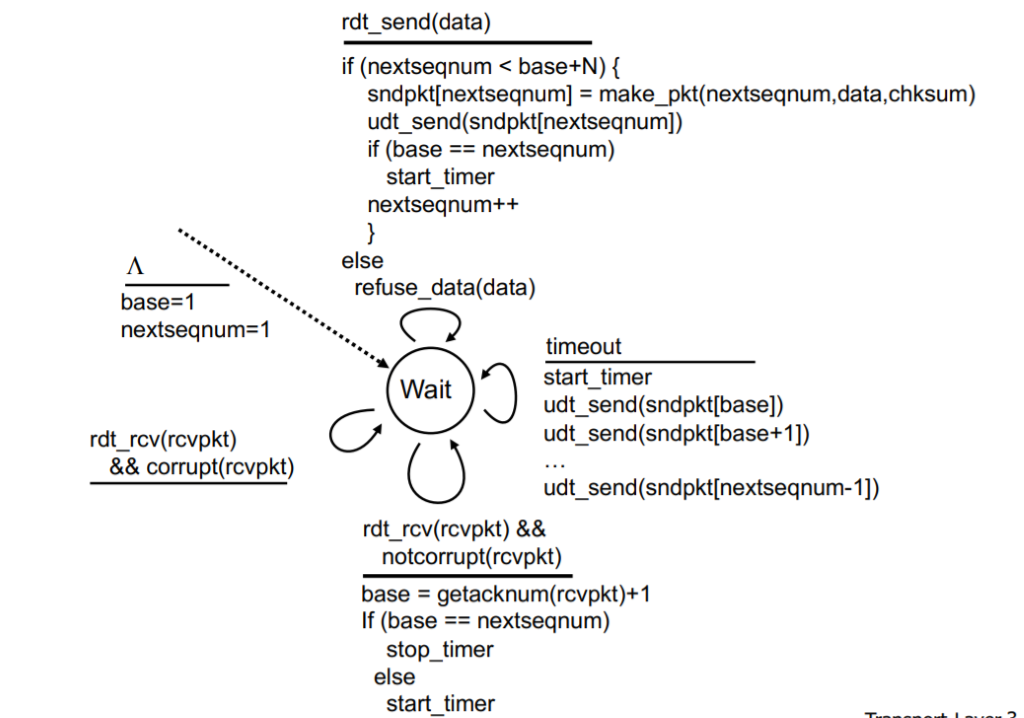 rdt_send(data)
if (nextseqnum < base+N) {
sndpkt[nextseqnum] = make_pkt(nextseqnum,data,chksum)
udt_send(sndpkt[nextseqnum])
if (base == nextseqnum)
start_timer
nextseqnum++
}
else
refuse_data(data)
Λ
base=1
nextseqnum=1
Wait
timeout
start_timer
udt_send(sndpkt[base])
udt_send(sndpkt[base+1])
…
udt_send(sndpkt[nextseqnum-1])
rdt_rcv(rcvpkt)
&& corrupt(rcvpkt)
rdt_rcv(rcvpkt) &&
notcorrupt(rcvpkt)
base = getacknum(rcvpkt)+1
If (base == nextseqnum)
stop_timer
else
start_timer
Transport Layer